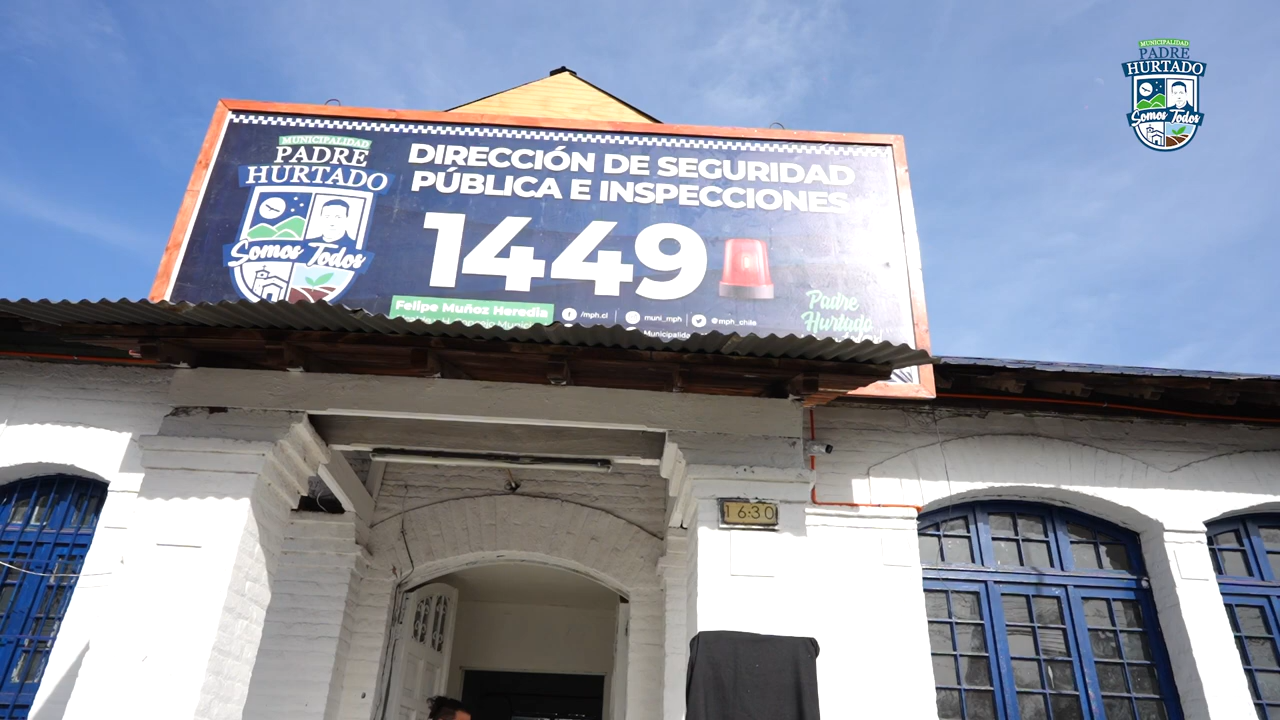 MUNICIPALIDAD
PADRE
HURTADO
Somos Todos
MUNICIPALIDAD
PADRE
HURTADO
Somos Todos
DIRECCIÓN DE SEGURIDAD
PÚBLICA E INSPECCIONES
1449
Felipe Muñoz Heredia
/mph.cl
muni_mph
@mph_chile
Padre
Hurtado
1630